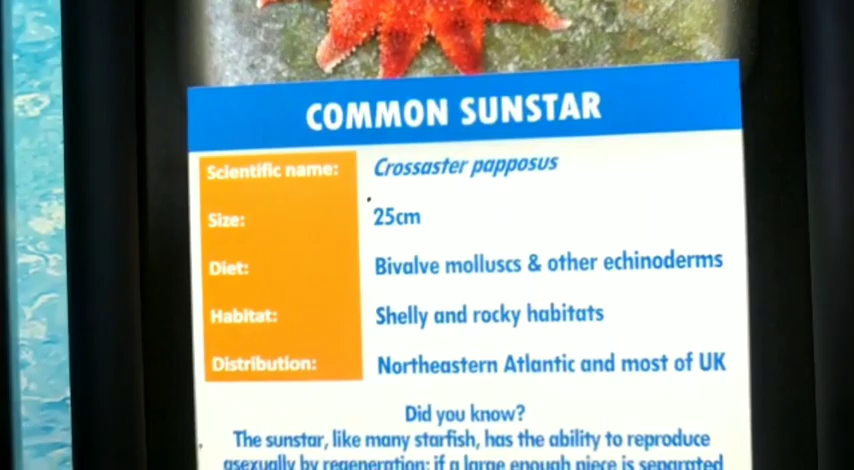 COMMON SUNSTAR
Scientific name: Crossaster papposus
Size: 25cm
Diet: Bivalve molluscs & other echinoderms
Habitat: Shelly and rocky habitats
Distribution: Northeastern Atlantic and most of UK
Did you know?
The sunstar, like many starfish, has the ability to reproduce
asexually by regeneration: if a large enough piece is separated